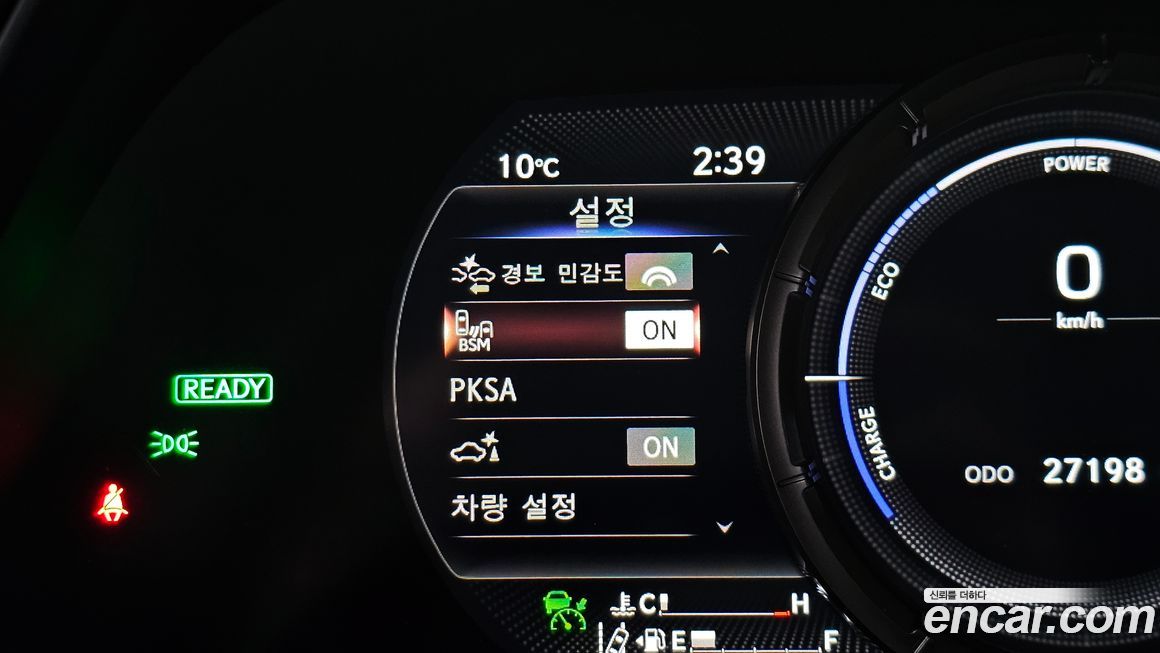 10℃ 2:39
설정
경보 민감도
BSM ON
PKSA
ON
차량 설정
READY
POWER
ECO
CHARGE
0
km/h
ODO 27198
C H
E F
신뢰를 더하다
encar.com